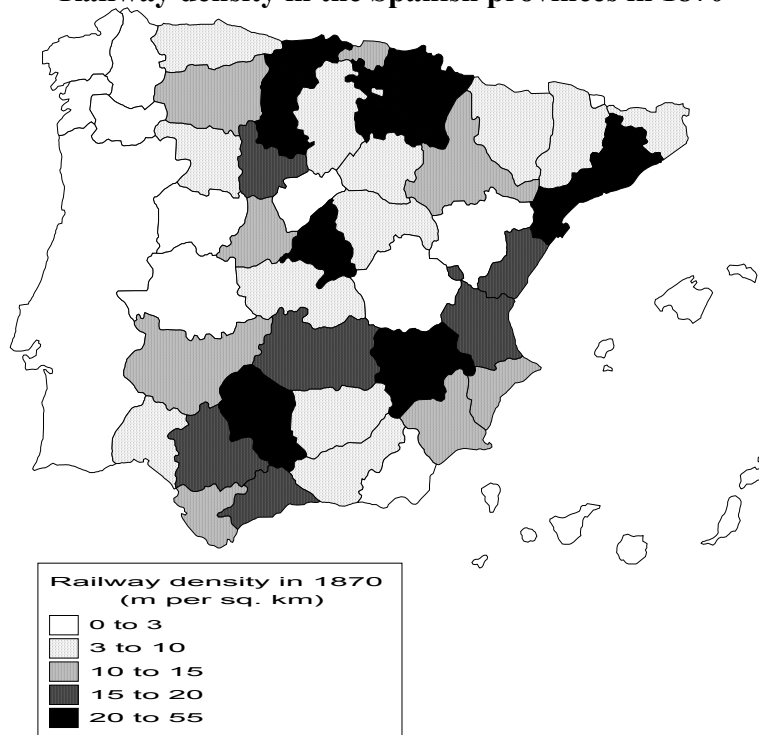 Railway density in the Spanish provinces in 1870
Railway density in 1870
(m per sq. km)
0 to 3
3 to 10
10 to 15
15 to 20
20 to 55